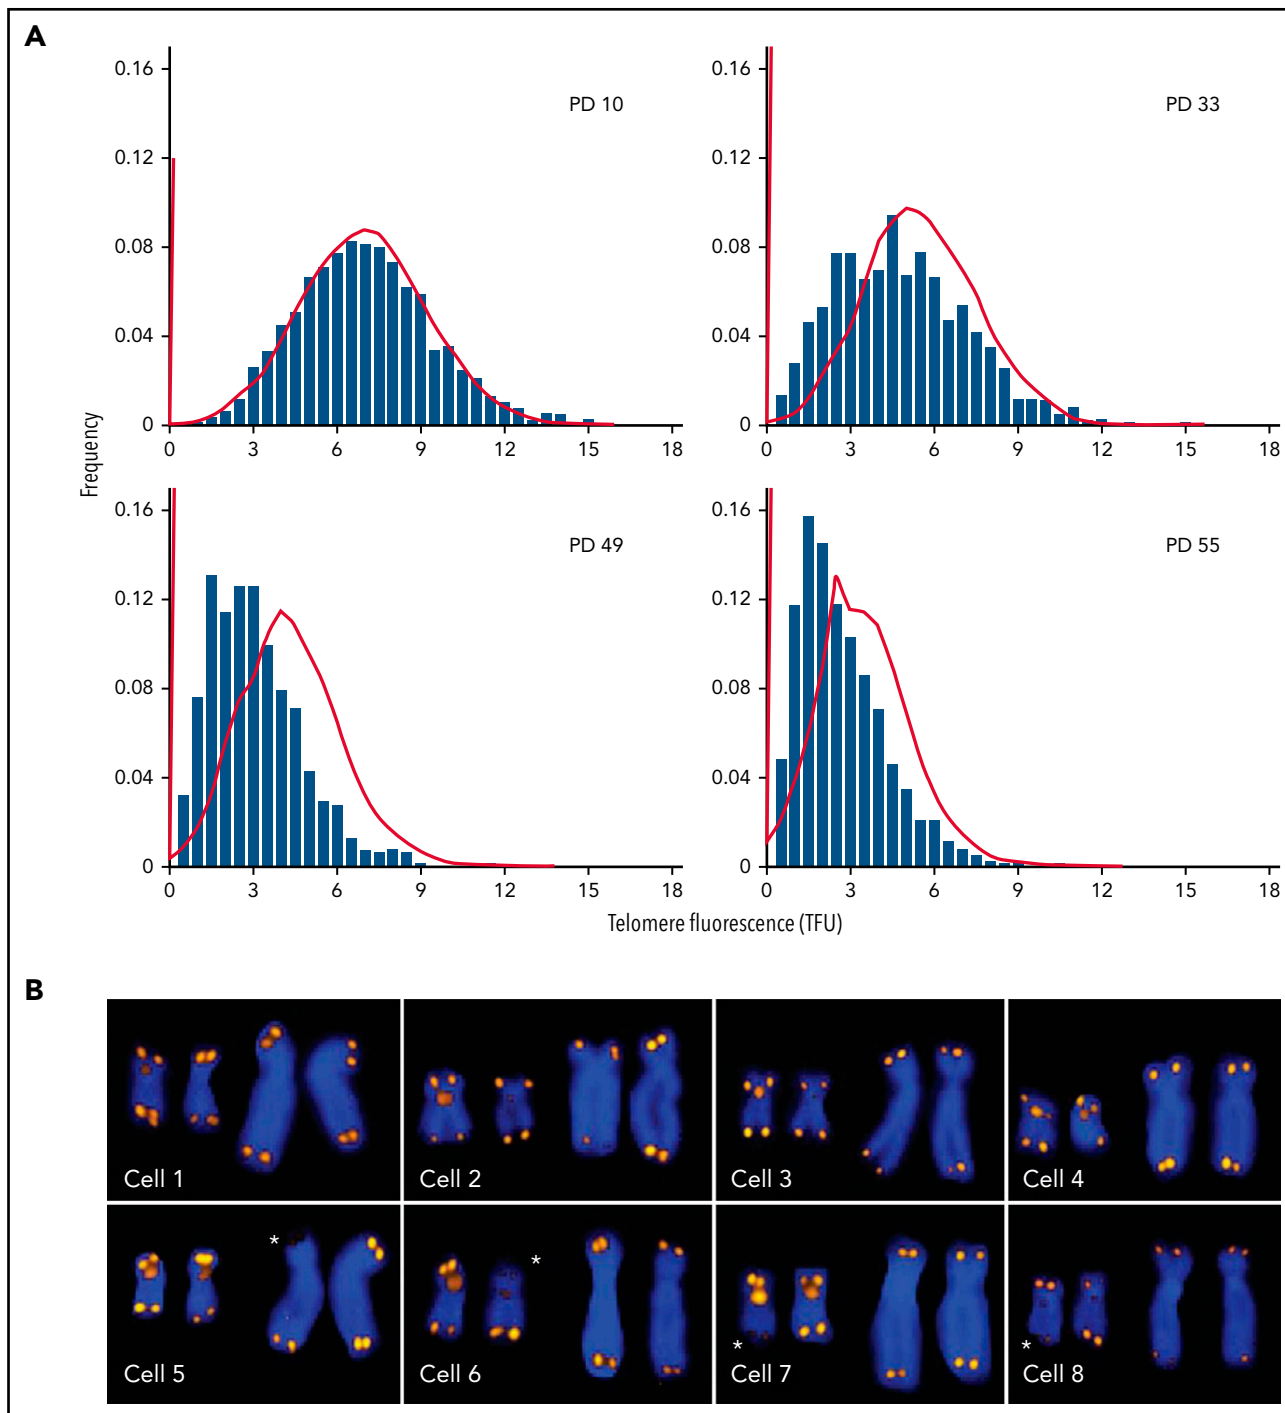 A
0.16
0.12
0.08
0.04
0
0 3 6 9 12 15 18
PD 10
0.16
0.12
0.08
0.04
0
0 3 6 9 12 15 18
PD 33
Frequency
0.16
0.12
0.08
0.04
0
0 3 6 9 12 15 18
PD 49
0.16
0.12
0.08
0.04
0
0 3 6 9 12 15 18
PD 55
Telomere fluorescence (TFU)
B
Cell 1
Cell 2
Cell 3
Cell 4
*
Cell 5
*
Cell 6
*
Cell 7
*
Cell 8